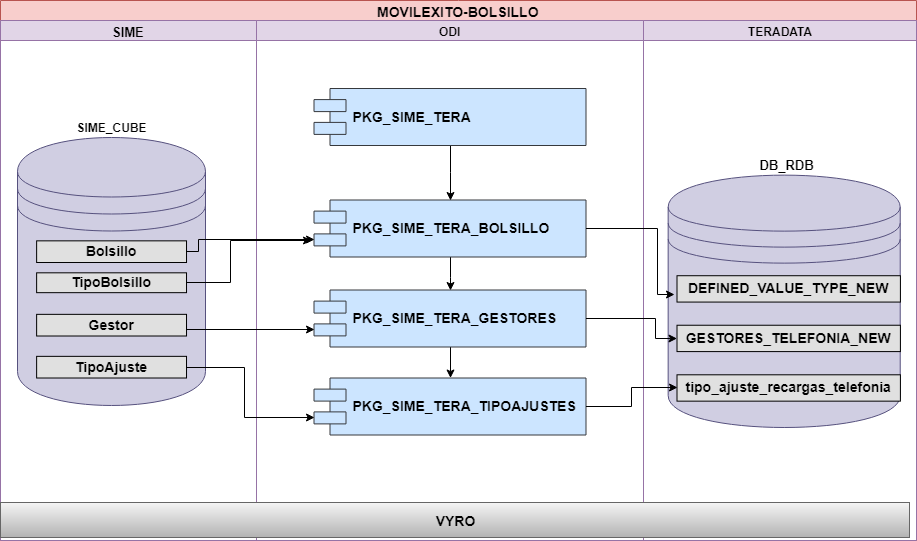 MOVILEXITO-BOLSILLO
SIME
ODI
TERADATA
SIME_CUBE
Bolsillo
TipoBolsillo
Gestor
TipoAjuste
PKG_SIME_TERA
PKG_SIME_TERA_BOLSILLO
PKG_SIME_TERA_GESTORES
PKG_SIME_TERA_TIPOAJUSTES
DB_RDB
DEFINED_VALUE_TYPE_NEW
GESTORES_TELEFONIA_NEW
tipo_ajuste_recargas_telefonia
VYRO